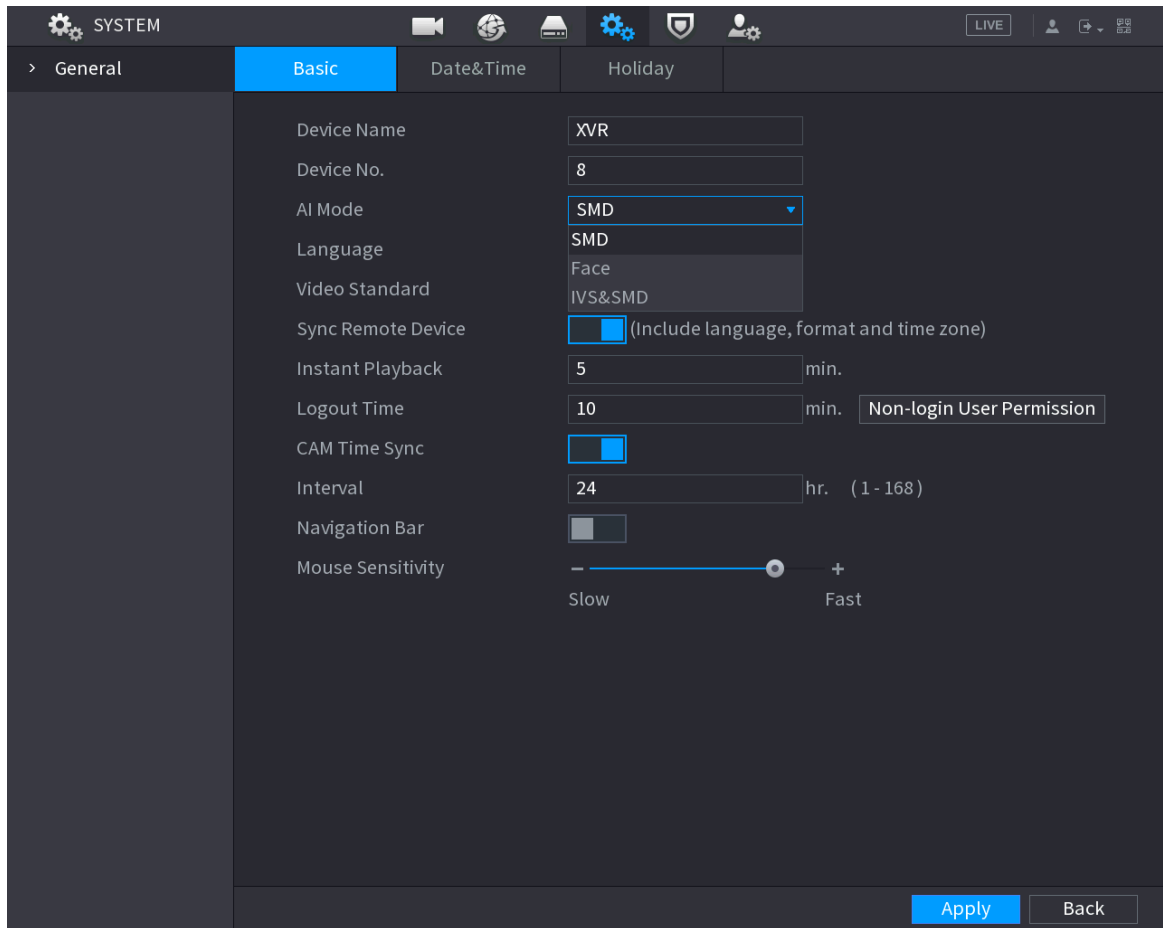 SYSTEM LIVE
General Basic Date&Time Holiday
Device Name XVR
Device No. 8
AI Mode SMD
SMD
Language
Face
Video Standard IVS&SMD
Sync Remote Device (Include language, format and time zone)
Instant Playback 5 min.
Logout Time 10 min. Non-login User Permission
CAM Time Sync
Interval 24 hr. ( 1 - 168 )
Navigation Bar
Mouse Sensitivity
Slow Fast
Apply Back